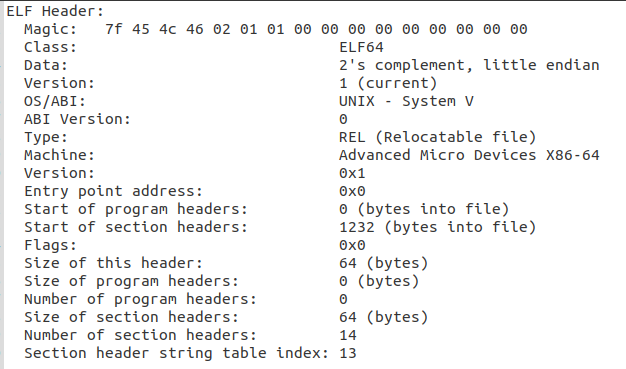 ELF Header:
  Magic:   7f 45 4c 46 02 01 01 00 00 00 00 00 00 00 00 00
  Class:                             ELF64
  Data:                              2's complement, little endian
  Version:                           1 (current)
  OS/ABI:                            UNIX - System V
  ABI Version:                       0
  Type:                              REL (Relocatable file)
  Machine:                           Advanced Micro Devices X86-64
  Version:                           0x1
  Entry point address:               0x0
  Start of program headers:          0 (bytes into file)
  Start of section headers:          1232 (bytes into file)
  Flags:                             0x0
  Size of this header:               64 (bytes)
  Size of program headers:           0 (bytes)
  Number of program headers:         0
  Size of section headers:           64 (bytes)
  Number of section headers:         14
  Section header string table index: 13